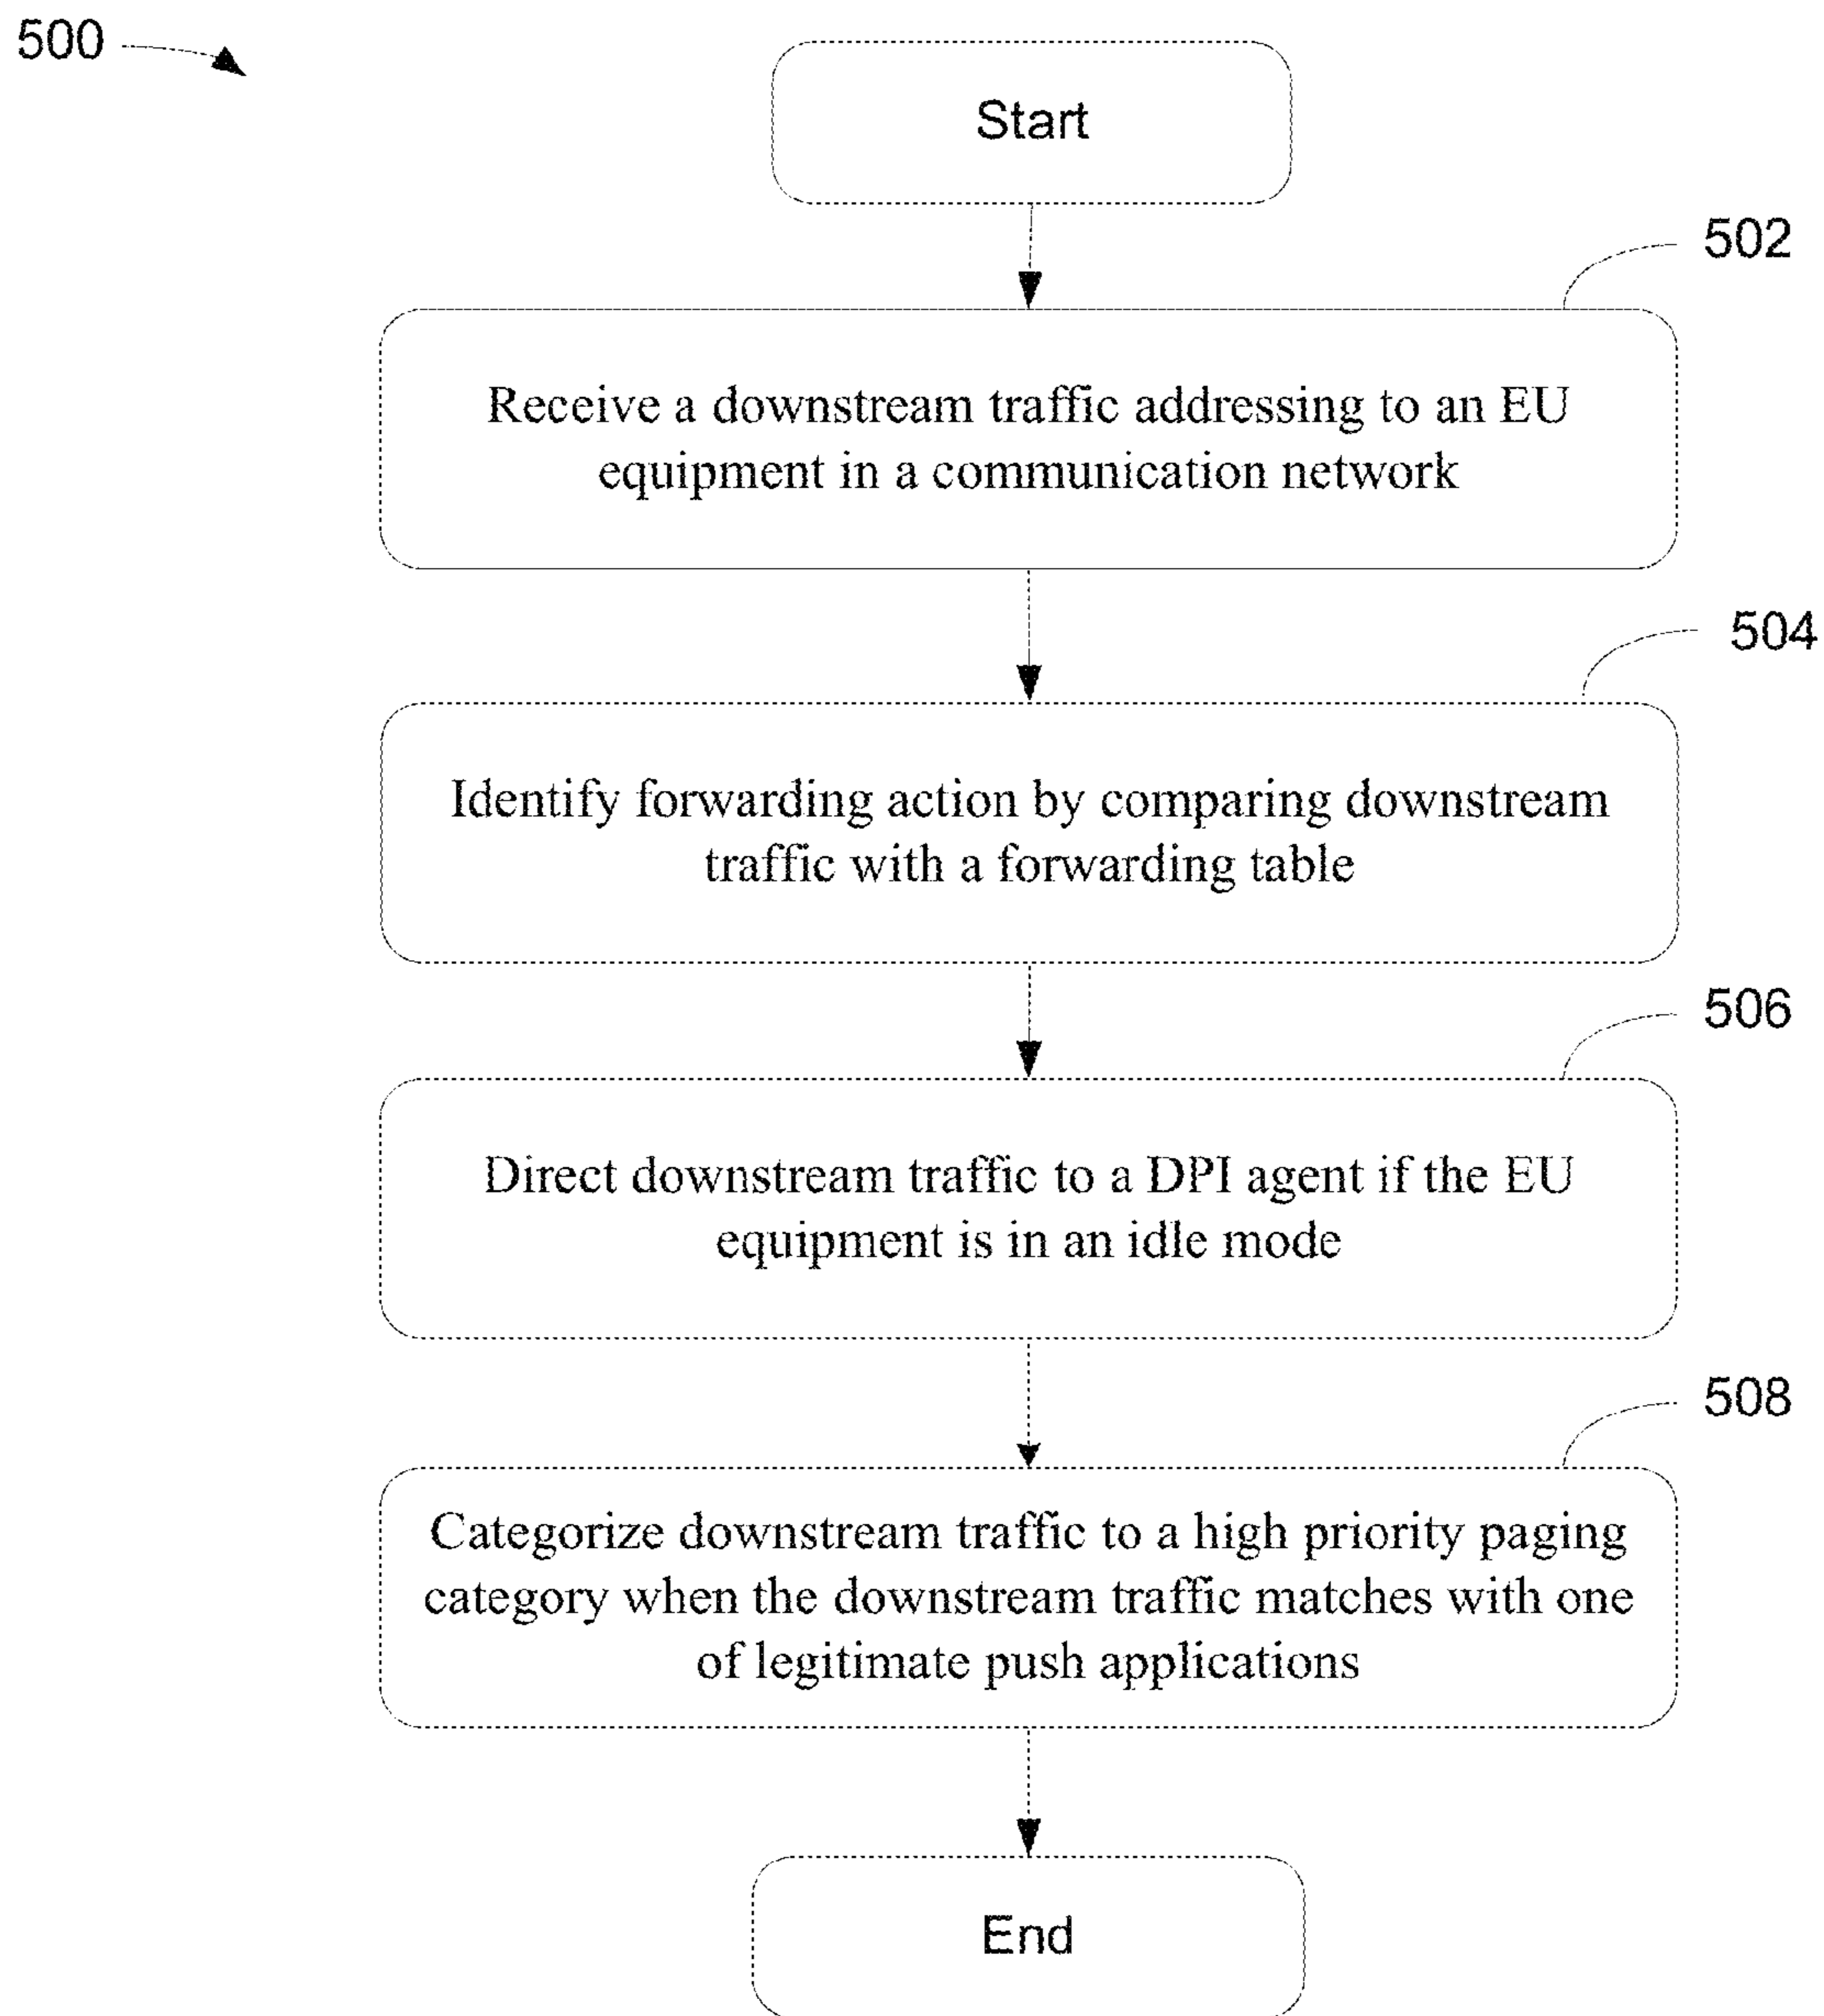 500
Start
502
Receive a downstream traffic addressing to an EU
equipment in a communication network
504
Identify forwarding action by comparing downstream
traffic with a forwarding table
506
Direct downstream traffic to a DPI agent if the EU
equipment is in an idle mode
508
Categorize downstream traffic to a high priority paging
category when the downstream traffic matches with one
of legitimate push applications
End